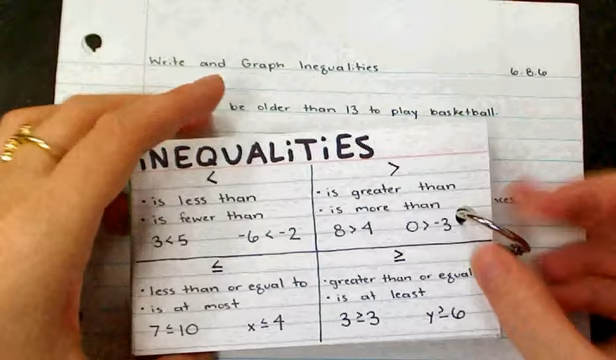 Write and Graph Inequalities 6.8.6
be older than 13 to play basketball.
INEQUALITIES
<
• is less than
• is fewer than
3 < 5 -6 < -2
>
• is greater than
• is more than
8 > 4 0 > -3
≤
• less than or equal to
• is at most
7 ≤ 10 x ≤ 4
≥
• greater than or equal
• is at least
3 ≥ 3 y ≥ 6